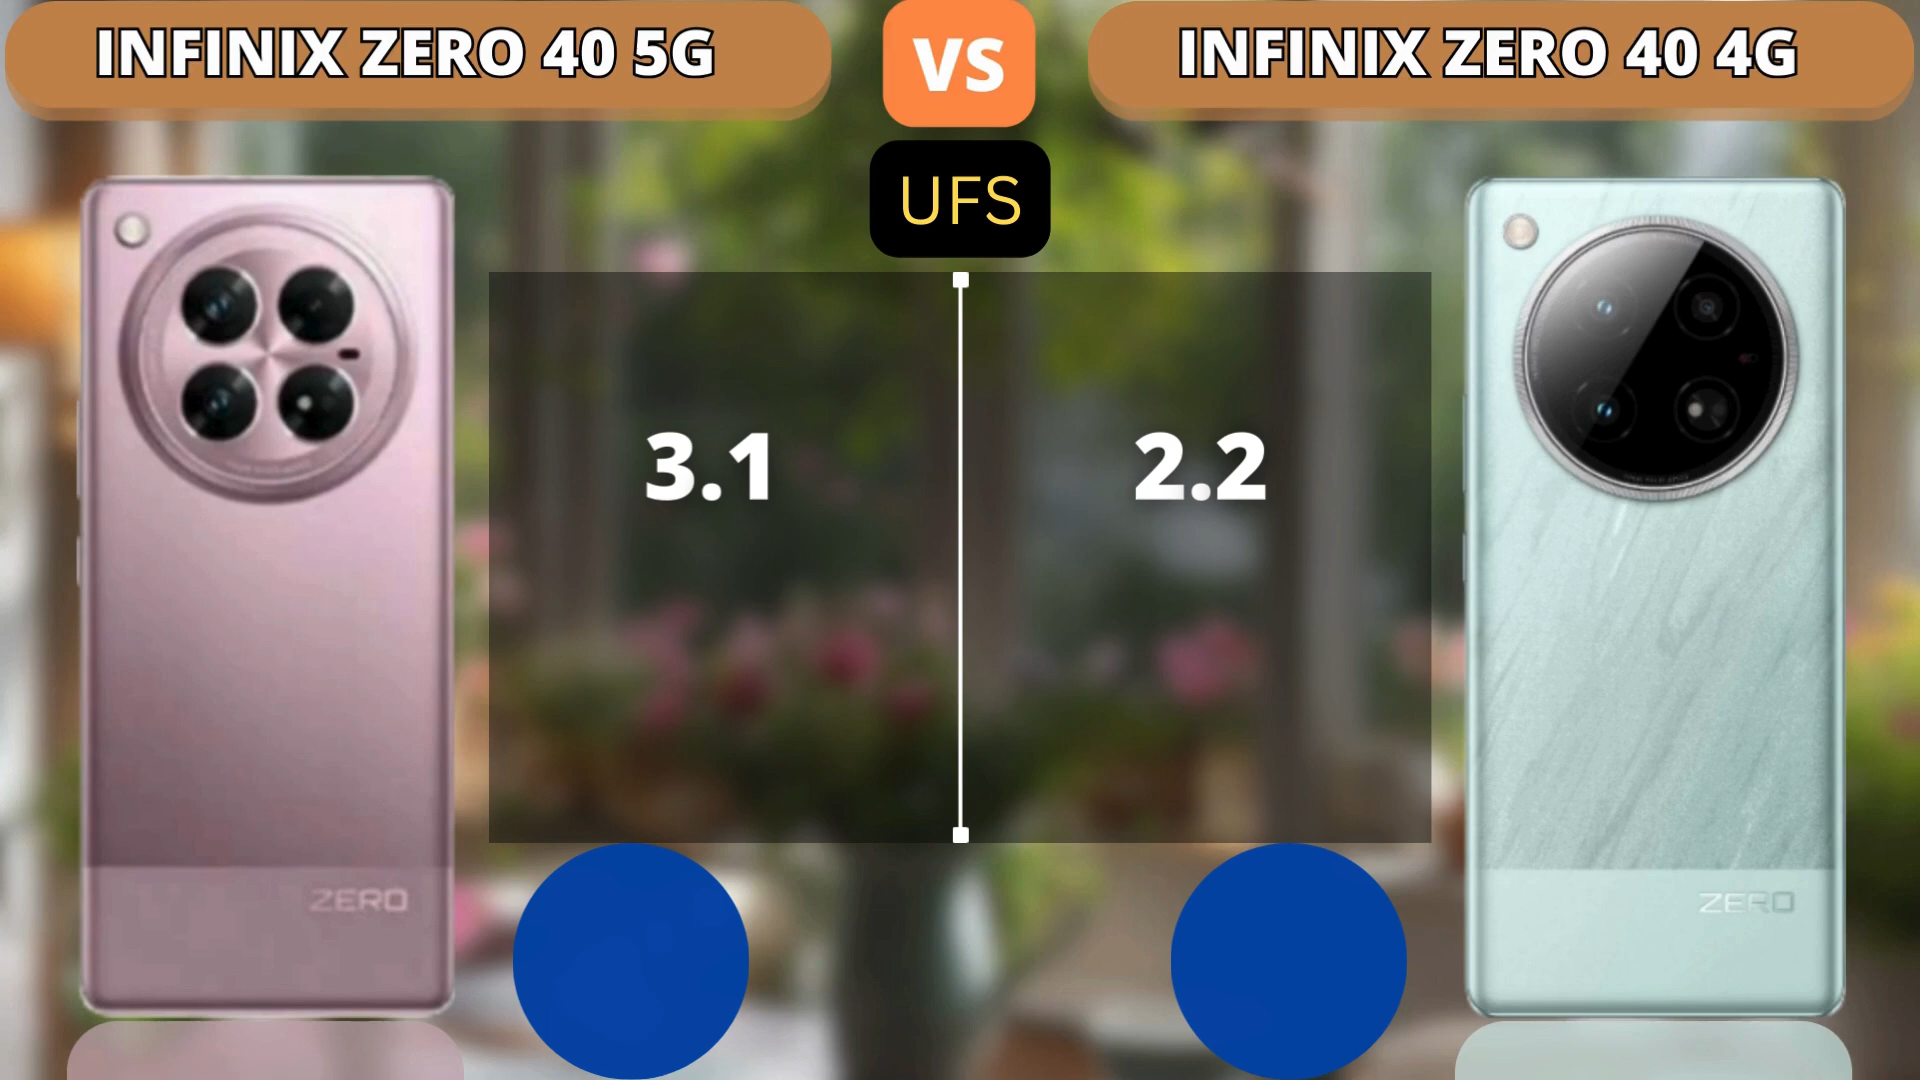 INFINIX ZERO 40 5G
VS
INFINIX ZERO 40 4G
UFS
3.1
2.2
ZERO
ZERO